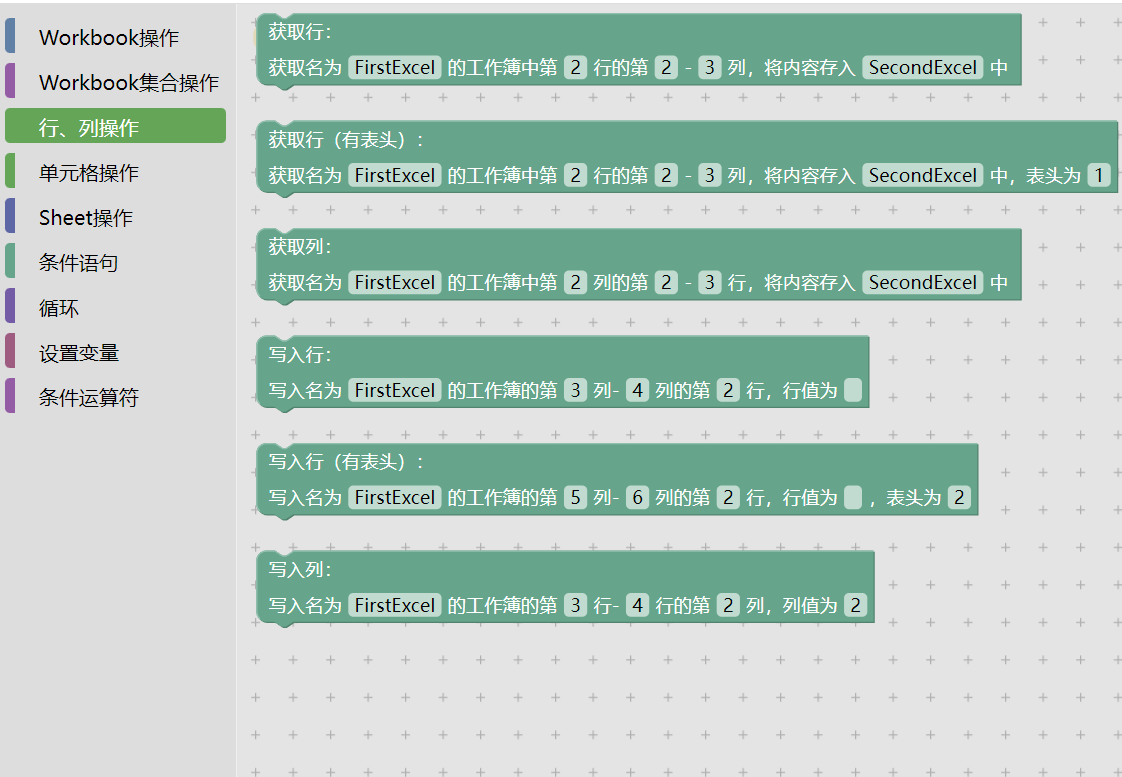 Workbook操作
Workbook集合操作
行、列操作
单元格操作
Sheet操作
条件语句
循环
设置变量
条件运算符
获取行：
获取名为 FirstExcel 的工作簿中第 2 行的第 2 - 3 列，将内容存入 SecondExcel 中
获取行（有表头）：
获取名为 FirstExcel 的工作簿中第 2 行的第 2 - 3 列，将内容存入 SecondExcel 中，表头为 1
获取列：
获取名为 FirstExcel 的工作簿中第 2 列的第 2 - 3 行，将内容存入 SecondExcel 中
写入行：
写入名为 FirstExcel 的工作簿的第 3 列- 4 列的第 2 行，行值为
写入行（有表头）：
写入名为 FirstExcel 的工作簿的第 5 列- 6 列的第 2 行，行值为 ，表头为 2
写入列：
写入名为 FirstExcel 的工作簿的第 3 行- 4 行的第 2 列，列值为 2